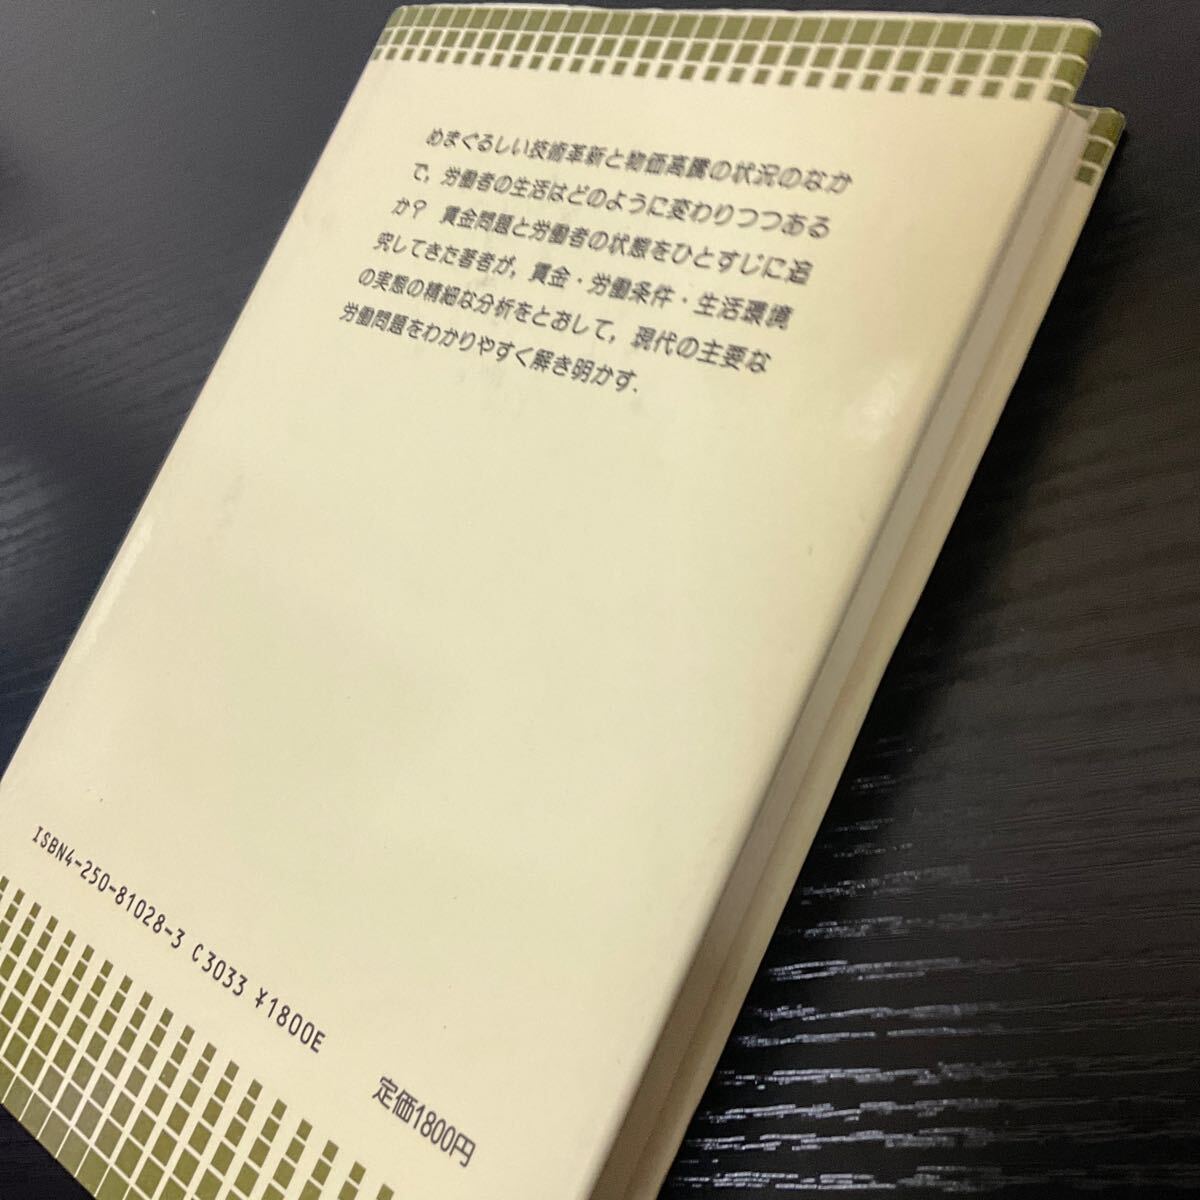 めまぐるしい技術革新と物価高騰の状況のなか
で，労働者の生活はどのように変わりつつある
か？　賃金問題と労働者の状態をひとすじに追
究してきた著者が，賃金・労働条件・生活環境
の実態の精細な分析をとおして，現代の主要な
労働問題をわかりやすく解き明かす．
ISBN4-250-81028-3 C3033 ¥1800E
定価1800円